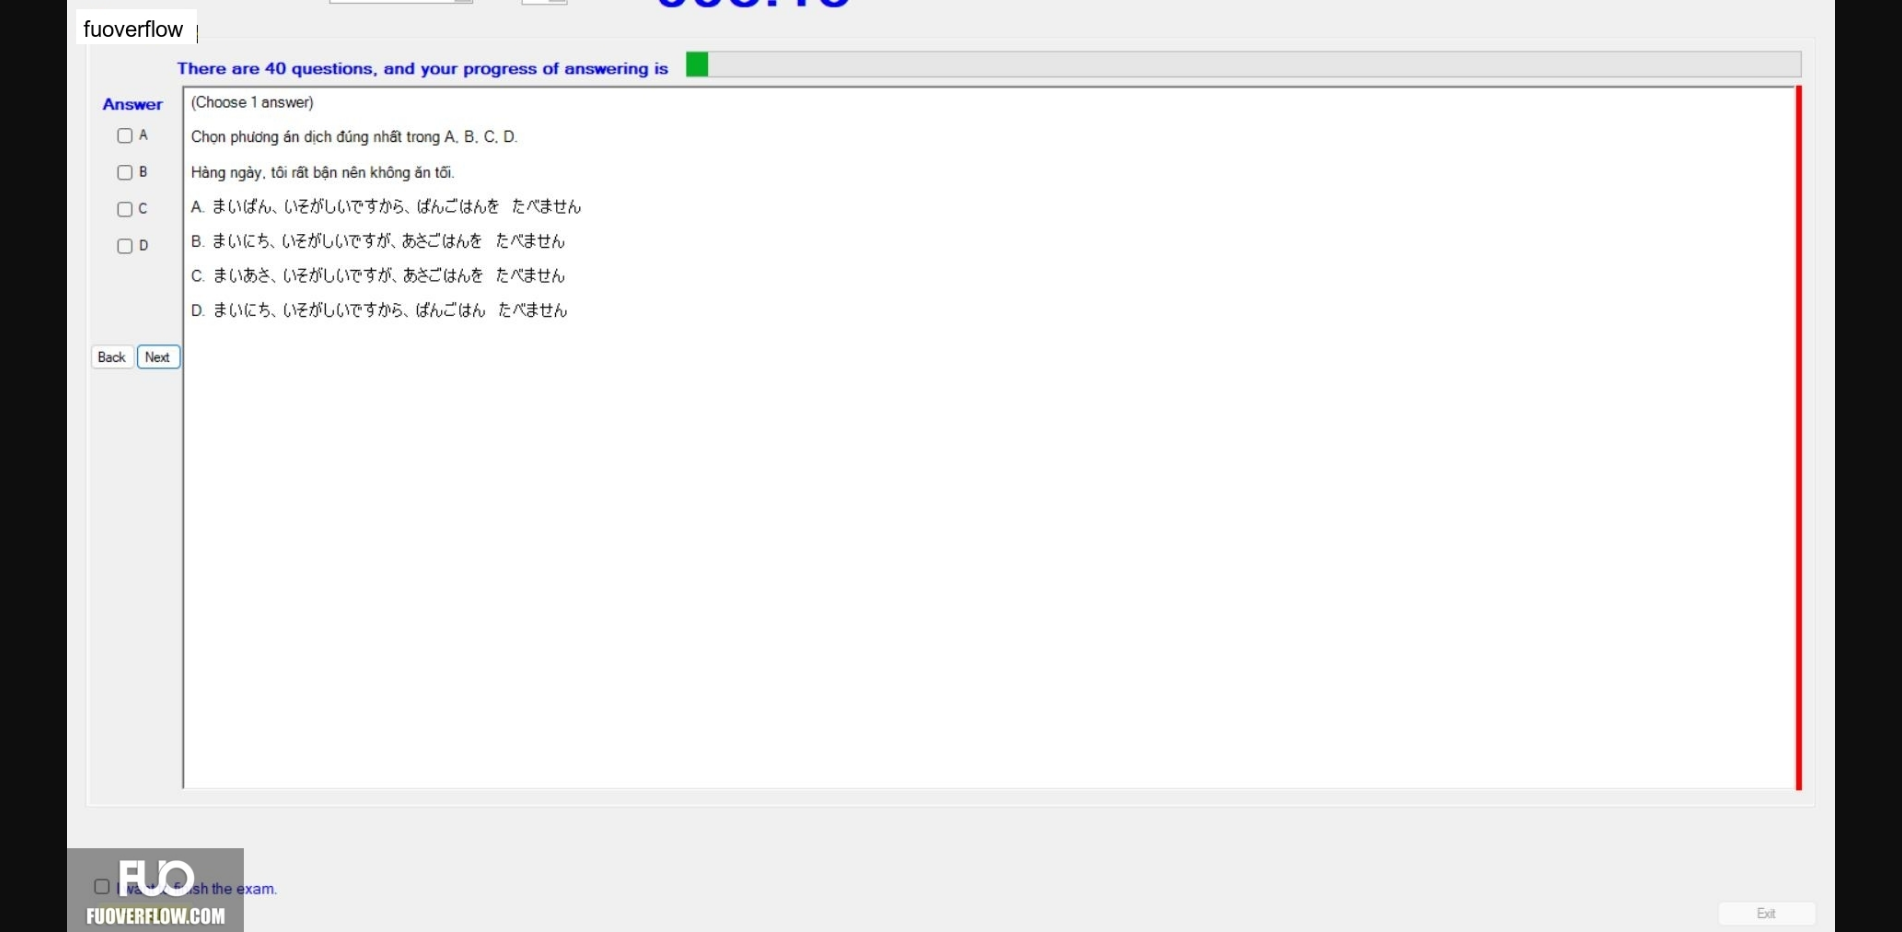 fuoverflow
There are 40 questions, and your progress of answering is
Answer
(Choose 1 answer)
A
Chọn phương án dịch đúng nhất trong A, B, C, D.
B
Hàng ngày, tôi rất bận nên không ăn tối.
C
A. まいばん、いそがしいですから、ばんごはんを　たべません
D
B. まいにち、いそがしいですが、あさごはんを　たべません
C. まいあさ、いそがしいですが、あさごはんを　たべません
D. まいにち、いそがしいですから、ばんごはん　たべません
Back Next
FUO
finish the exam.
FUOVERFLOW.COM
Exit